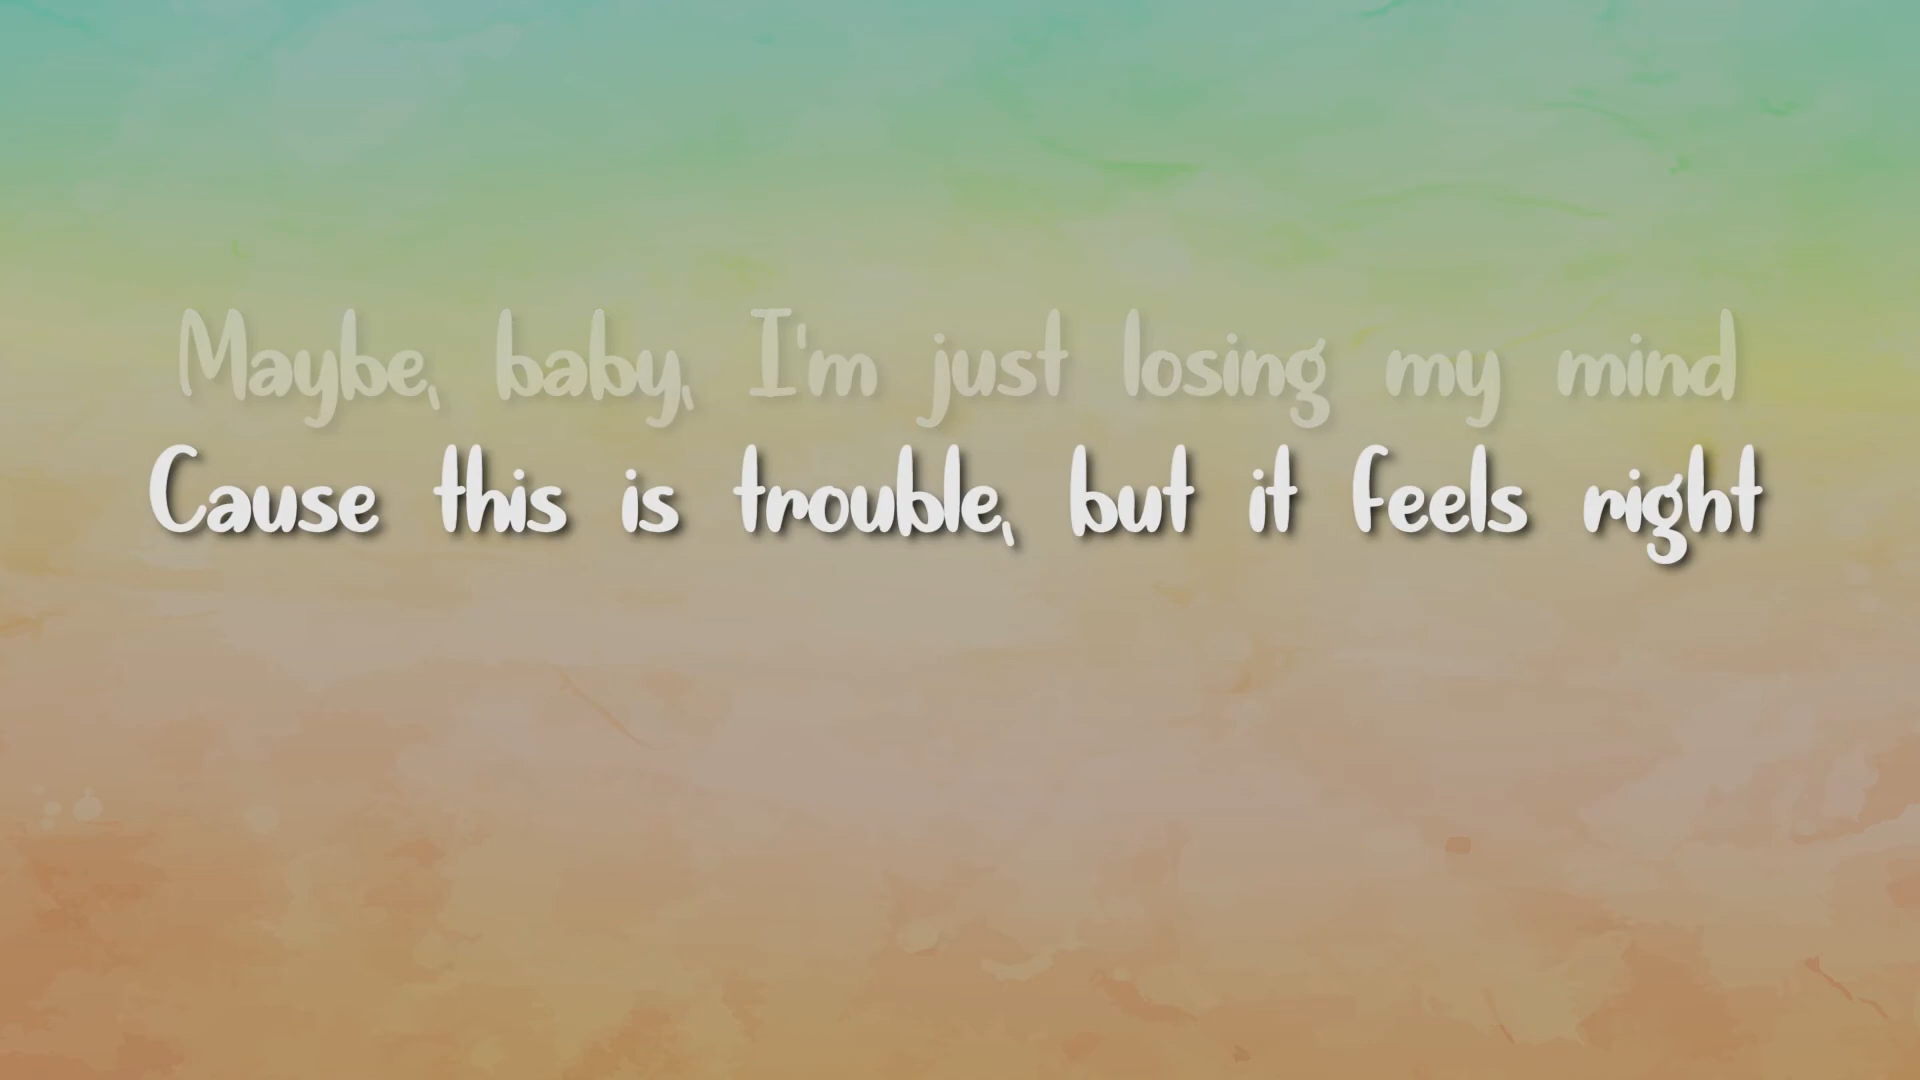 Maybe, baby, I'm just losing my mind
Cause this is trouble, but it feels right